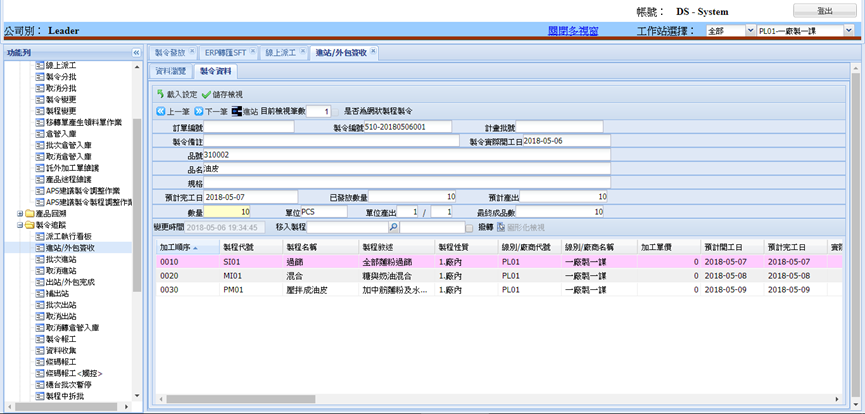 帳號： DS - System 登出
公司別： Leader 關閉多視窗 工作站選擇： 全部 PL01-一廠製一課
功能列
線上派工
製令分批
取消分批
製令變更
製程變更
移轉單產生領料單作業
倉管入庫
批次倉管入庫
取消倉管入庫
託外加工單維護
產品途程維護
APS建議製令調整作業
APS建議製令製程調整作業
產品回溯
製令追蹤
派工執行看板
進站/外包簽收
批次進站
取消進站
出站/外包完成
補出站
批次出站
取消出站
取消轉倉管入庫
製令報工
資料收集
條碼報工
條碼報工<觸控>
機台批次暫停
製程中拆批
製令發放 ERP轉匯SFT 線上派工 進站/外包簽收
資料瀏覽 製令資料
載入設定 儲存檢視
上一筆 下一筆 進站 目前檢視筆數 1 是否為網狀製程製令
訂單編號 製令編號 510-20180506001 計畫批號
製令備註 製令實際開工日 2018-05-06
品號 310002
品名 油皮
規格
預計完工日 2018-05-07 已發放數量 10 預計產出 10
數量 10 單位 PCS 單位產出 1 / 1 最終成品數 10
變更時間 2018-05-06 19:34:45 移入製程 撥轉 圖形化檢視
加工順序 製程代號 製程名稱 製程敘述 製程性質 線別/廠商代號 線別/廠商名稱 加工單價 預計開工日 預計完工日 實際
0010 SI01 過篩 全部麵粉過篩 1.廠內 PL01 一廠製一課 0 2018-05-07 2018-05-07
0020 MI01 混合 糖與奶油混合 1.廠內 PL01 一廠製一課 0 2018-05-08 2018-05-08
0030 PM01 壓拌成油皮 加中筋麵粉及水... 1.廠內 PL01 一廠製一課 0 2018-05-09 2018-05-09